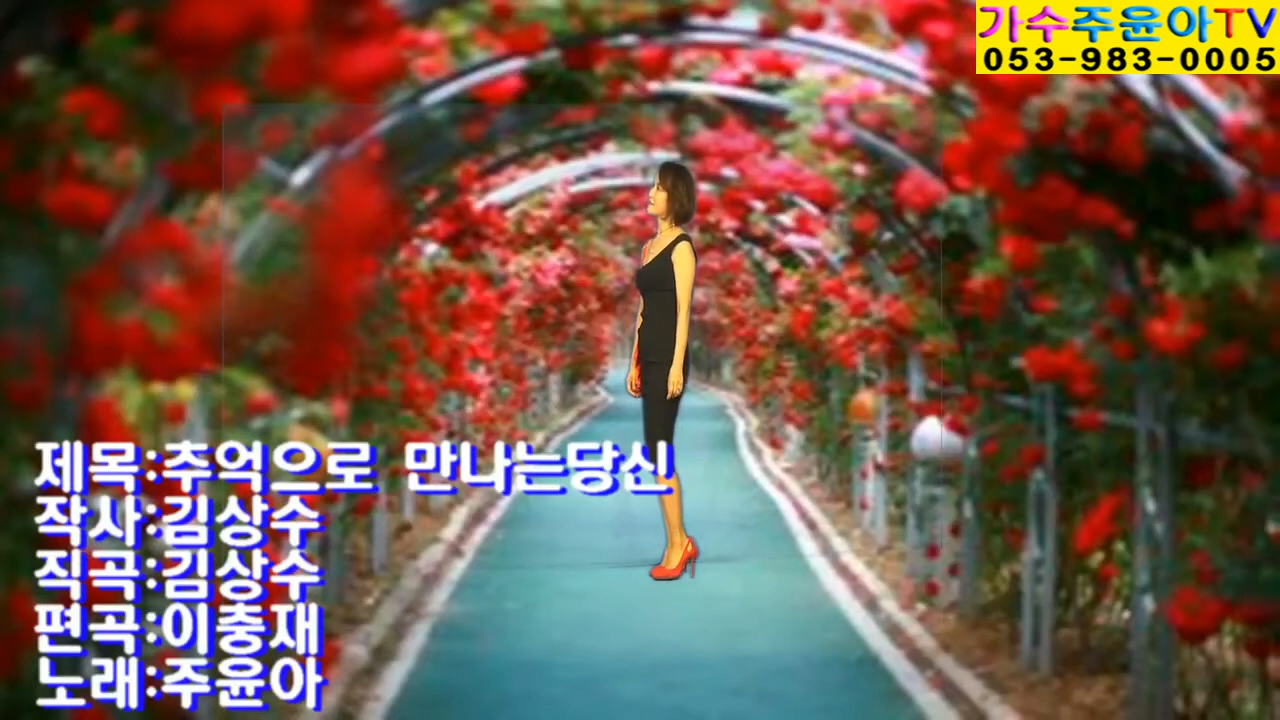 가수주윤아TV
053-983-0005
제목:추억으로 만나는당신
작사:김상수
직곡:김상수
편곡:이충재
노래:주윤아